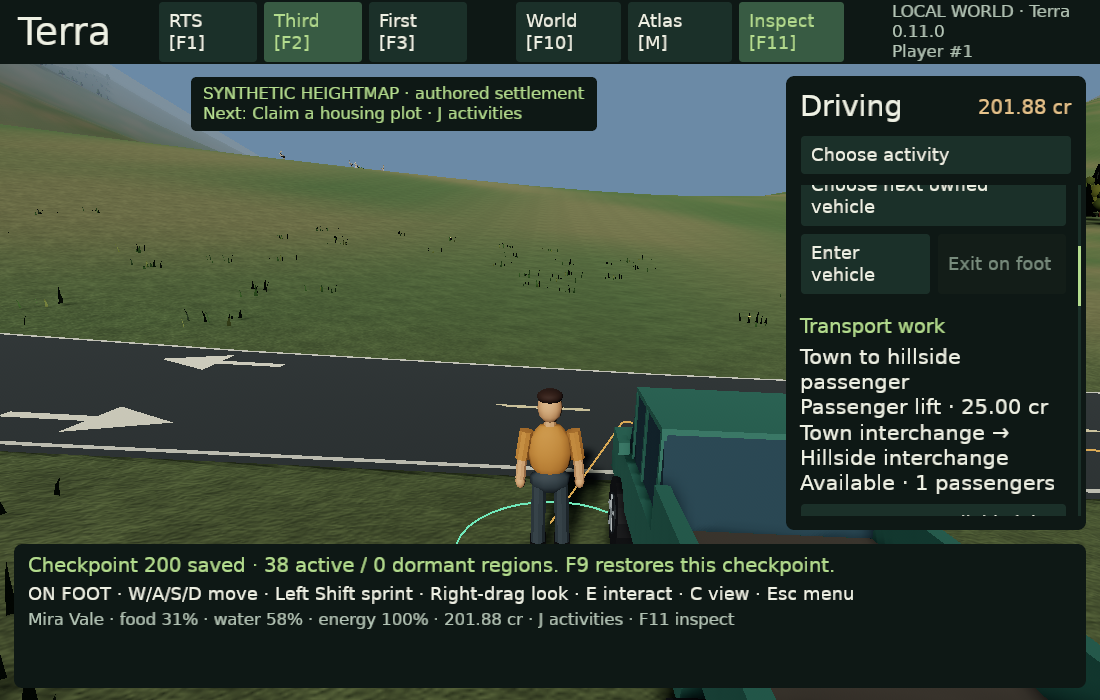 Terra
RTS
[F1]
Third
[F2]
First
[F3]
World
[F10]
Atlas
[M]
Inspect
[F11]
LOCAL WORLD · Terra
0.11.0
Player #1
SYNTHETIC HEIGHTMAP · authored settlement
Next: Claim a housing plot · J activities
Driving
201.88 cr
Choose activity
Choose next owned
vehicle
Enter
vehicle
Exit on foot
Transport work
Town to hillside
passenger
Passenger lift · 25.00 cr
Town interchange →
Hillside interchange
Available · 1 passengers
Checkpoint 200 saved · 38 active / 0 dormant regions. F9 restores this checkpoint.
ON FOOT · W/A/S/D move · Left Shift sprint · Right-drag look · E interact · C view · Esc menu
Mira Vale · food 31% · water 58% · energy 100% · 201.88 cr · J activities · F11 inspect